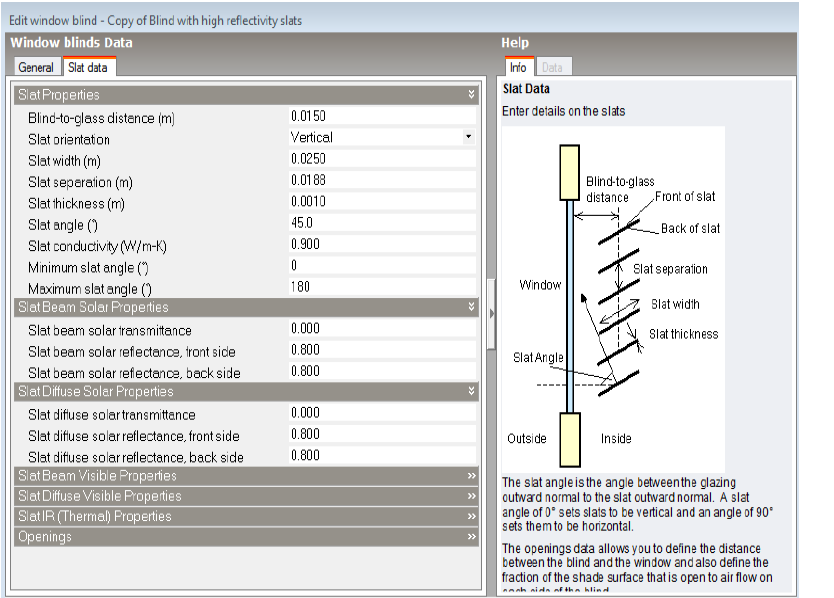 Edit window blind - Copy of Blind with high reflectivity slats
Window blinds Data
General Slat data
Slat Properties
Blind-to-glass distance (m) 0.0150
Slat orientation Vertical
Slat width (m) 0.0250
Slat separation (m) 0.0188
Slat thickness (m) 0.0010
Slat angle (°) 45.0
Slat conductivity (W/m-K) 0.900
Minimum slat angle (°) 0
Maximum slat angle (°) 180
Slat Beam Solar Properties
Slat beam solar transmittance 0.000
Slat beam solar reflectance, front side 0.800
Slat beam solar reflectance, back side 0.800
Slat Diffuse Solar Properties
Slat diffuse solar transmittance 0.000
Slat diffuse solar reflectance, front side 0.800
Slat diffuse solar reflectance, back side 0.800
Slat Beam Visible Properties
Slat Diffuse Visible Properties
Slat IR (Thermal) Properties
Openings
Help
Info Data
Slat Data
Enter details on the slats
Blind-to-glass
distance
Front of slat
Back of slat
Slat separation
Window
Slat width
Slat thickness
Slat Angle
Outside Inside
The slat angle is the angle between the glazing
outward normal to the slat outward normal. A slat
angle of 0° sets slats to be vertical and an angle of 90°
sets them to be horizontal.
The openings data allows you to define the distance
between the blind and the window and also define the
fraction of the shade surface that is open to air flow on
each side of the blind